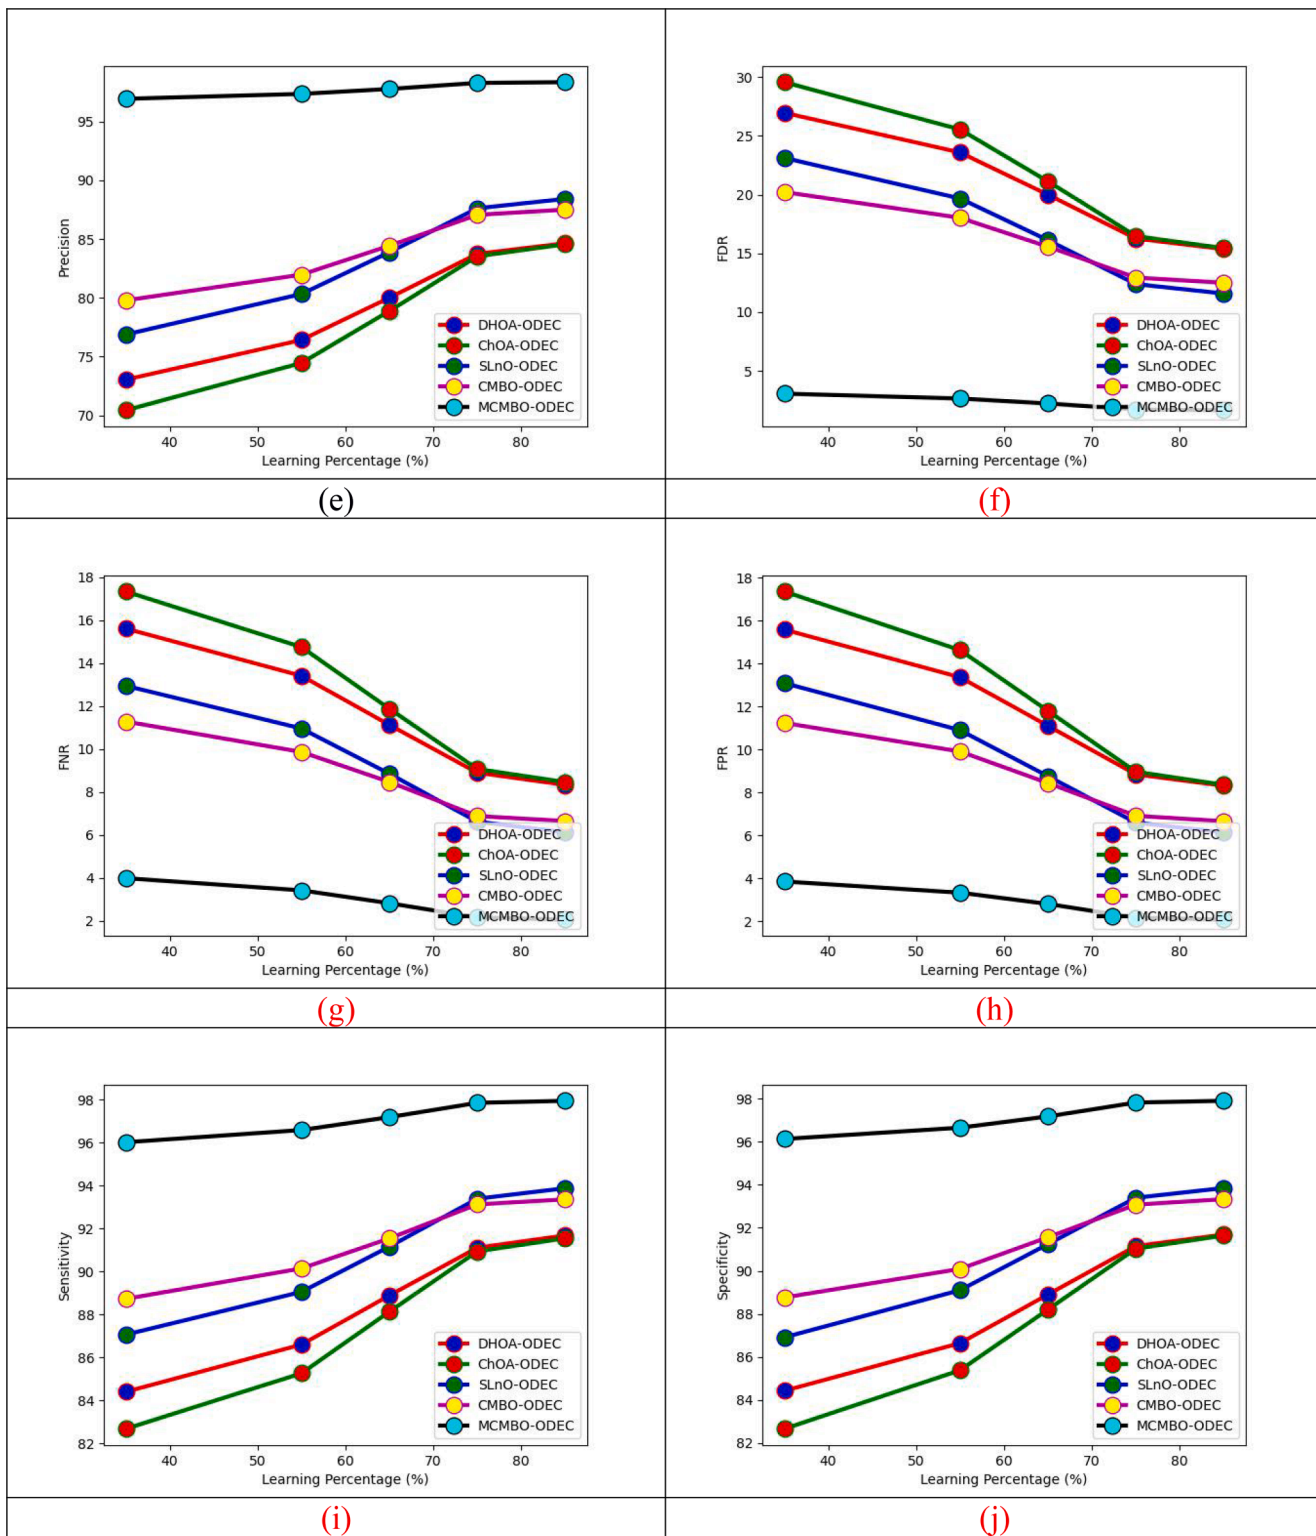 95
90
85
80
75
70
Precision
40 50 60 70 80
Learning Percentage (%)
DHOA-ODEC
ChOA-ODEC
SLnO-ODEC
CMBO-ODEC
MCMBO-ODEC
(e)
30
25
20
15
10
5
FDR
40 50 60 70 80
Learning Percentage (%)
DHOA-ODEC
ChOA-ODEC
SLnO-ODEC
CMBO-ODEC
MCMBO-ODEC
(f)
18
16
14
12
10
8
6
4
2
FNR
40 50 60 70 80
Learning Percentage (%)
DHOA-ODEC
ChOA-ODEC
SLnO-ODEC
CMBO-ODEC
MCMBO-ODEC
(g)
18
16
14
12
10
8
6
4
2
FPR
40 50 60 70 80
Learning Percentage (%)
DHOA-ODEC
ChOA-ODEC
SLnO-ODEC
CMBO-ODEC
MCMBO-ODEC
(h)
98
96
94
92
90
88
86
84
82
Sensitivity
40 50 60 70 80
Learning Percentage (%)
DHOA-ODEC
ChOA-ODEC
SLnO-ODEC
CMBO-ODEC
MCMBO-ODEC
(i)
98
96
94
92
90
88
86
84
82
Specificity
40 50 60 70 80
Learning Percentage (%)
DHOA-ODEC
ChOA-ODEC
SLnO-ODEC
CMBO-ODEC
MCMBO-ODEC
(j)